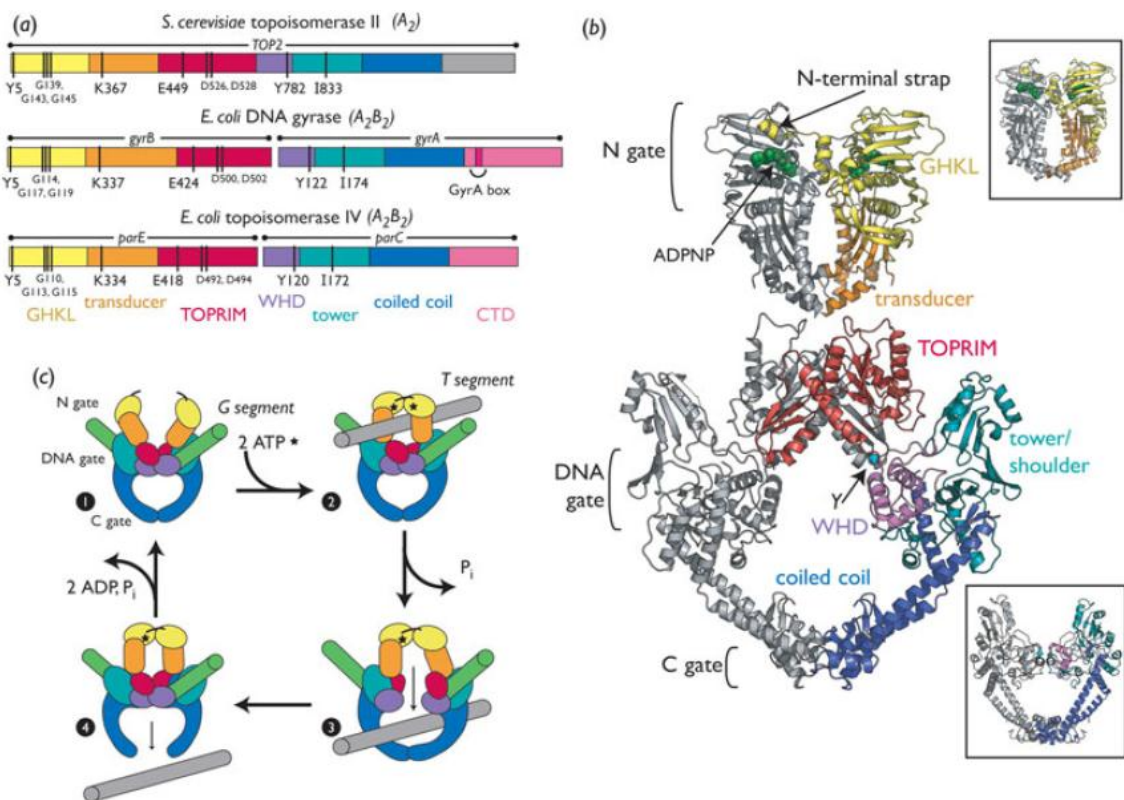 (a)
S. cerevisiae topoisomerase II (A2)
TOP2
Y5 G139, K367 E449 D526, D528 Y782 I833
G143, G145
E. coli DNA gyrase (A2B2)
gyrB gyrA
Y5 G114, K337 E424 D500, D502 Y122 I174
G117, G119 GyrA box
E. coli topoisomerase IV (A2B2)
parE parC
Y5 G110, K334 E418 D492, D494 Y120 I172
G113, G115
GHKL transducer TOPRIM WHD tower coiled coil CTD
(b)
N-terminal strap
N gate
GHKL
ADPNP
transducer
TOPRIM
tower/
shoulder
DNA
gate
Y
WHD
coiled coil
C gate
(c)
N gate
G segment
T segment
2 ATP ★
DNA gate
1
2
C gate
Pi
2 ADP, Pi
4
3